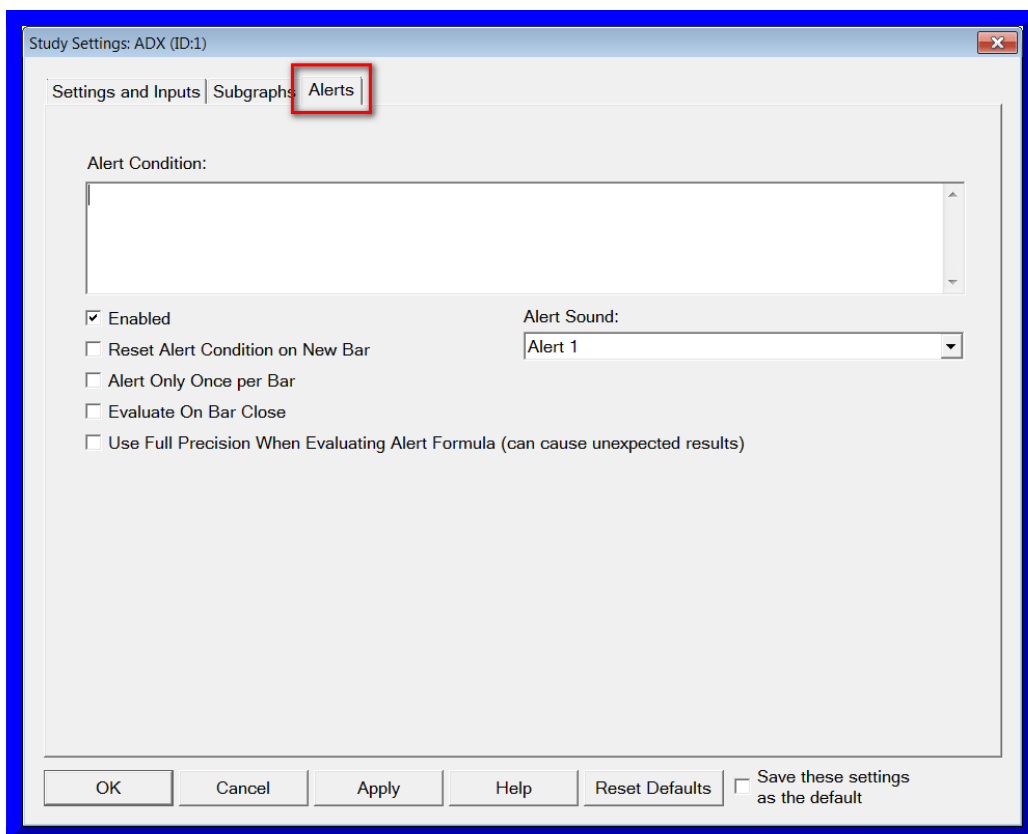 Study Settings: ADX (ID:1)
Settings and Inputs Subgraphs Alerts
Alert Condition:
Enabled
Alert Sound:
Reset Alert Condition on New Bar
Alert 1
Alert Only Once per Bar
Evaluate On Bar Close
Use Full Precision When Evaluating Alert Formula (can cause unexpected results)
OK Cancel Apply Help Reset Defaults
Save these settings
as the default